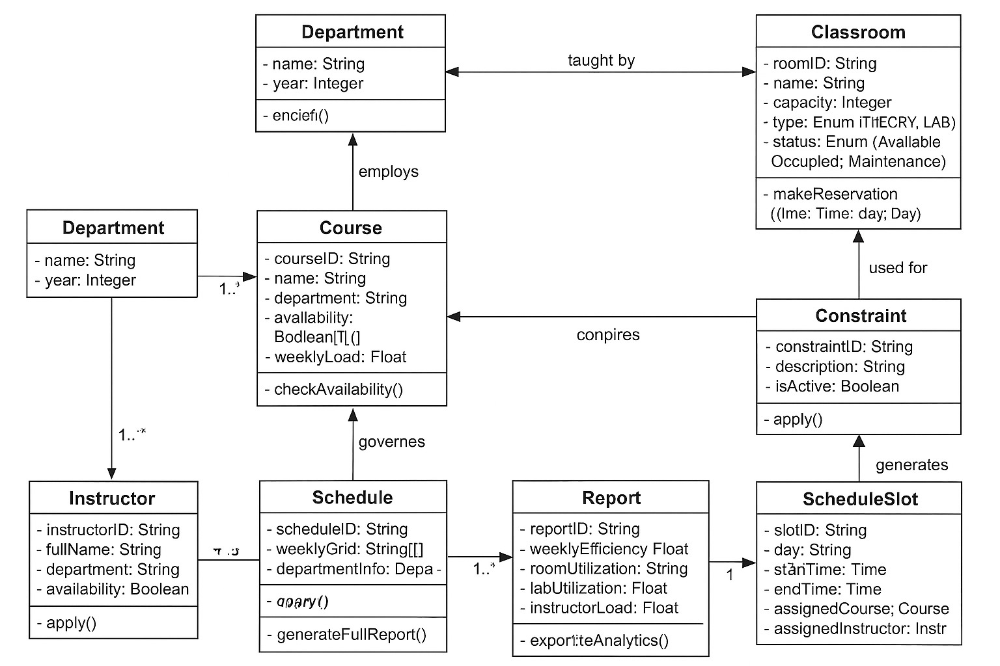 Department
- name: String
- year: Integer
taught by
Classroom
- roomID: String
- name: String
- capacity: Integer
- type: Enum LAB)
- status: Enum (Avallable
Occupled; Maintenance)
- makeReservation
((Ime: Time: day; Day)
employs
Department
- name: String
- year: Integer
1..
Course
- courseID: String
- name: String
- department: String
- avallability:
- weeklyLoad: Float
- checkAvailability()
used for
conpires
Constraint
- constraintID: String
- description: String
- isActive: Boolean
- apply()
1..*
governes
generates
Instructor
- instructorID: String
- fullName: String
- department: String
- availability: Boolean
- apply()
Schedule
- scheduleID: String
- weeklyGrid: String[[]
- departmentInfo: Depa -
- generateFullReport()
1..
Report
- reportID: String
- weeklyEfficiency Float
- roomUtilization: String
- labUtilization: Float
- instructorLoad: Float
1
ScheduleSlot
- slotID: String
- day: String
Time
- endTime: Time
- assignedCourse; Course
- assignedInstructor: Instr